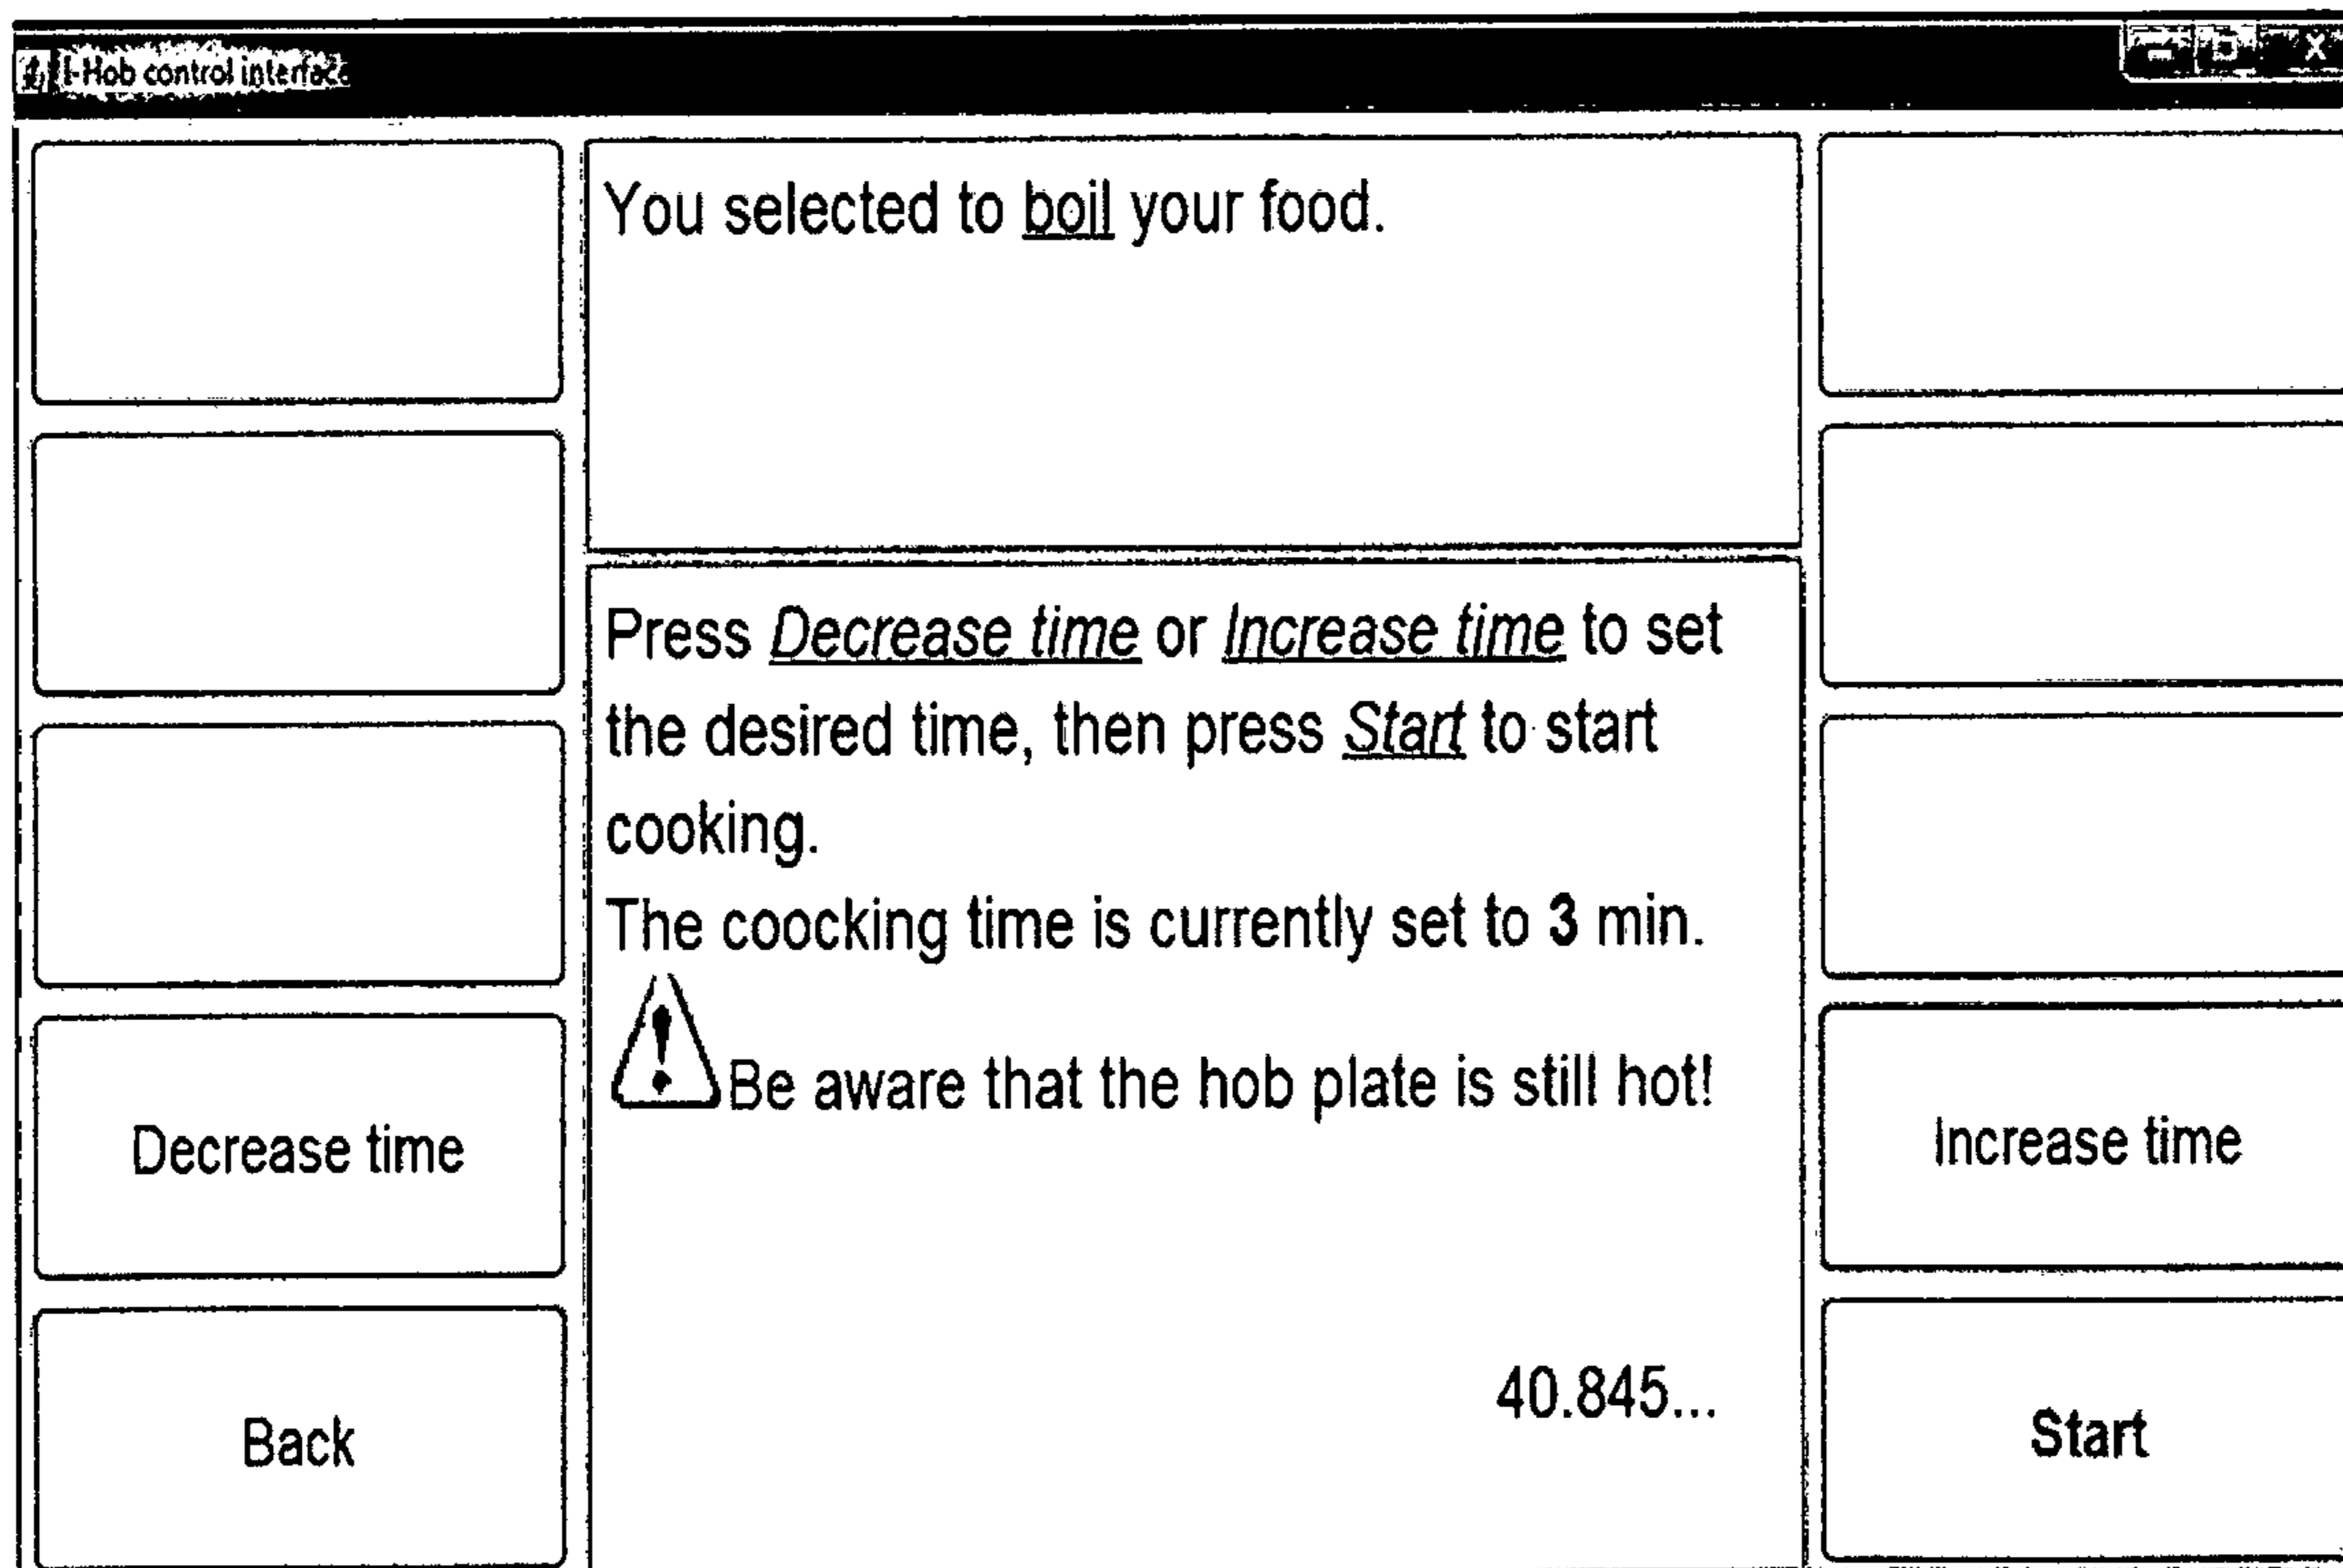 I-Hob control interface
You selected to boil your food.
Press Decrease time or Increase time to set
the desired time, then press Start to start
cooking.
The coocking time is currently set to 3 min.
Be aware that the hob plate is still hot!
Decrease time
Increase time
40.845...
Back
Start